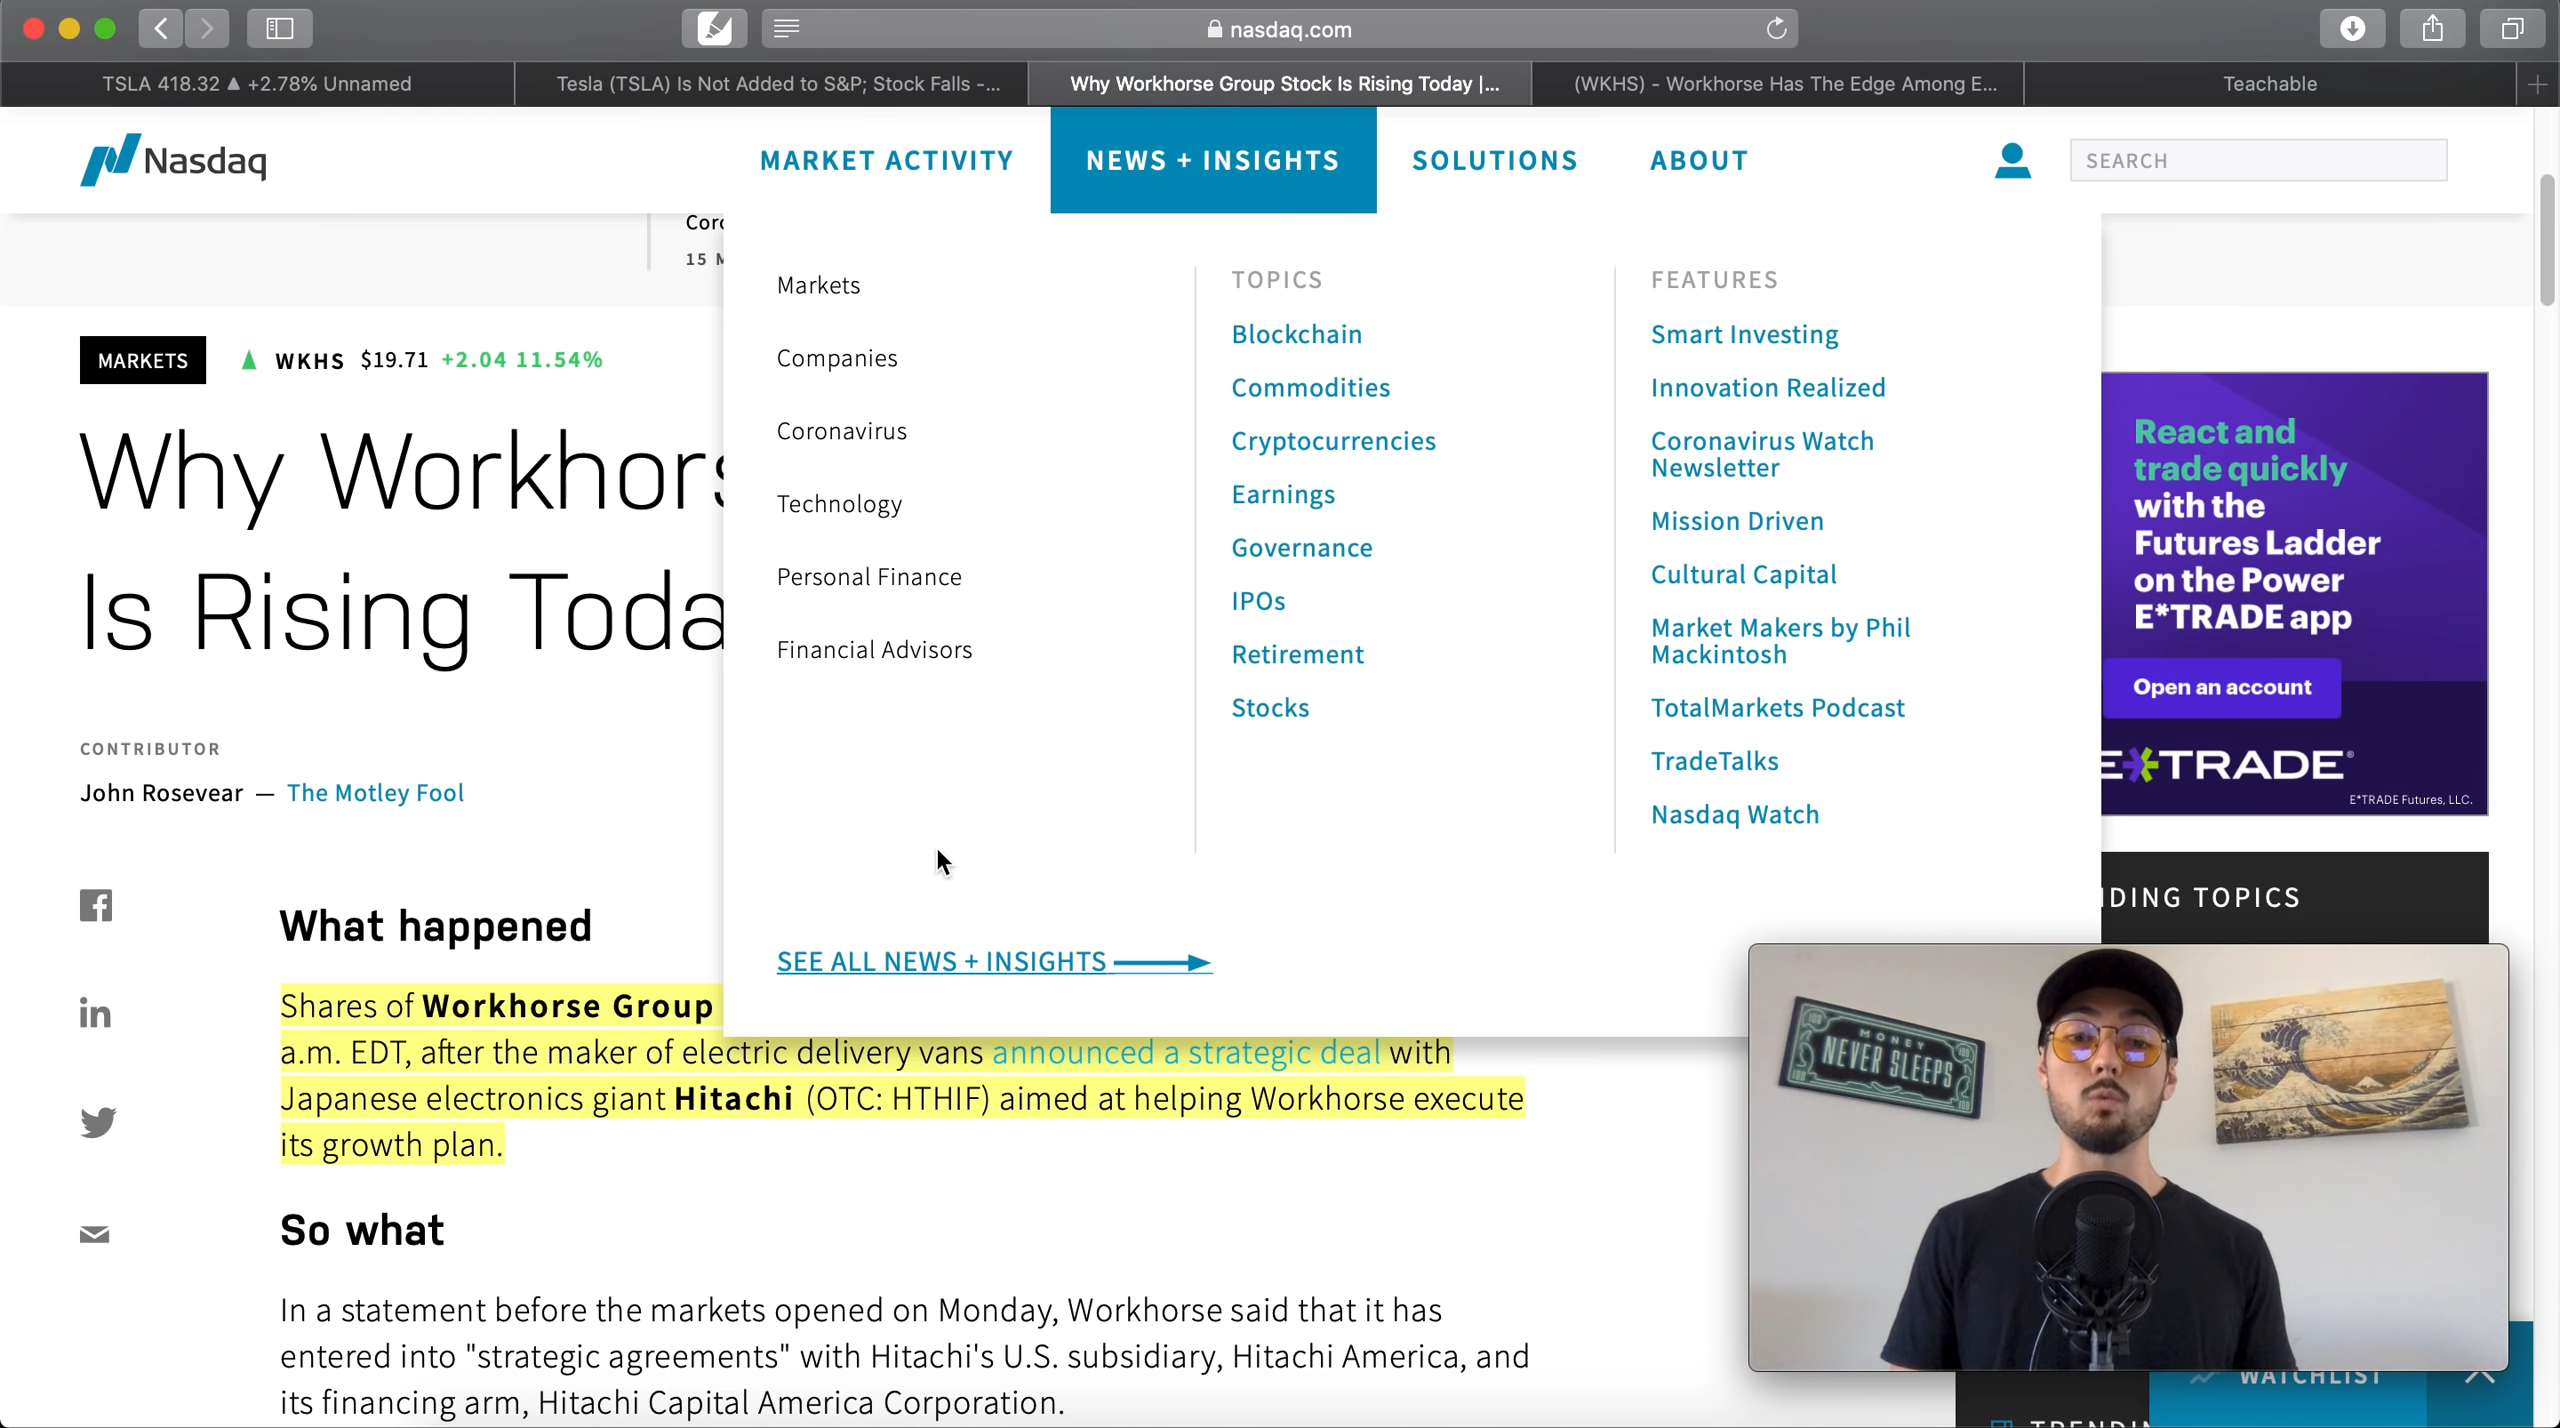 nasdaq.com
TSLA 418.32 ▲ +2.78% Unnamed
Tesla (TSLA) Is Not Added to S&P; Stock Falls -...
Why Workhorse Group Stock Is Rising Today |...
(WKHS) - Workhorse Has The Edge Among E...
Teachable
Nasdaq
MARKET ACTIVITY
NEWS + INSIGHTS
SOLUTIONS
ABOUT
SEARCH
Coro
15 M
Markets
Companies
Coronavirus
Technology
Personal Finance
Financial Advisors
SEE ALL NEWS + INSIGHTS
TOPICS
Blockchain
Commodities
Cryptocurrencies
Earnings
Governance
IPOs
Retirement
Stocks
FEATURES
Smart Investing
Innovation Realized
Coronavirus Watch
Newsletter
Mission Driven
Cultural Capital
Market Makers by Phil
Mackintosh
TotalMarkets Podcast
TradeTalks
Nasdaq Watch
MARKETS
▲ WKHS $19.71 +2.04 11.54%
Why Workhors
Is Rising Toda
CONTRIBUTOR
John Rosevear — The Motley Fool
What happened
Shares of Workhorse Group
a.m. EDT, after the maker of electric delivery vans announced a strategic deal with
Japanese electronics giant Hitachi (OTC: HTHIF) aimed at helping Workhorse execute
its growth plan.
So what
In a statement before the markets opened on Monday, Workhorse said that it has
entered into "strategic agreements" with Hitachi's U.S. subsidiary, Hitachi America, and
its financing arm, Hitachi Capital America Corporation.
React and
trade quickly
with the
Futures Ladder
on the Power
E*TRADE app
Open an account
E*TRADE®
E*TRADE Futures, LLC.
DING TOPICS
MONEY
NEVER SLEEPS
100
WATCHLIST
TRENDIN